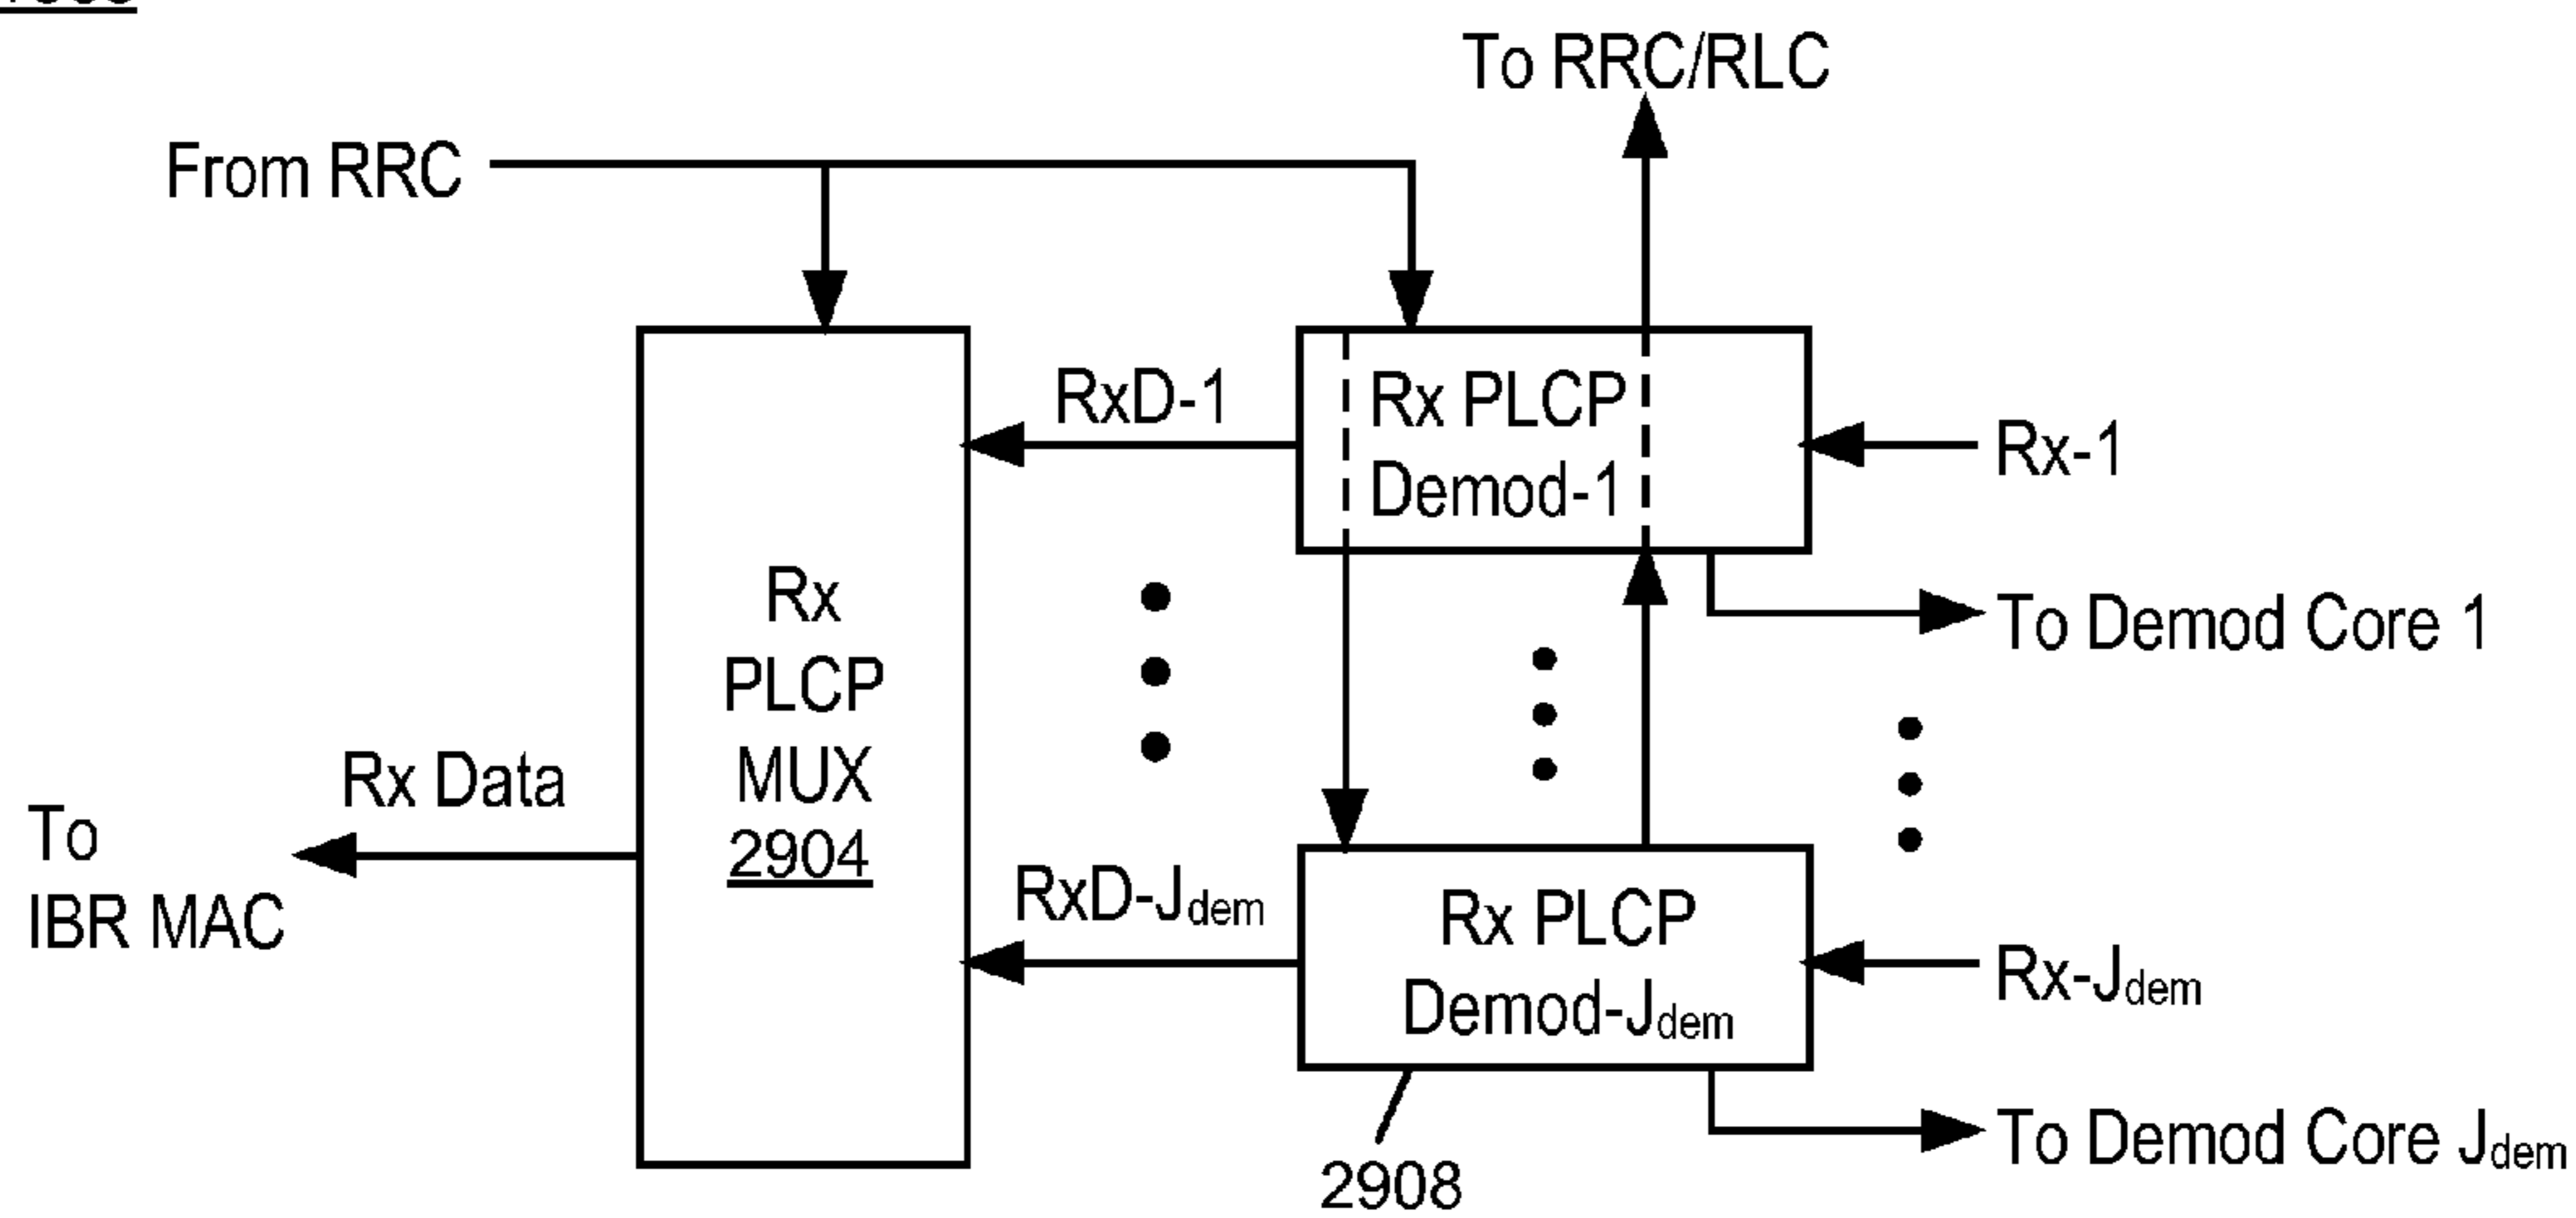 To RRC/RLC
From RRC
RxD-1
Rx PLCP
Demod-1
Rx-1
To Demod Core 1
Rx
PLCP
MUX
2904
Rx Data
To
IBR MAC
RxD-Jdem
Rx PLCP
Demod-Jdem
Rx-Jdem
To Demod Core Jdem
2908